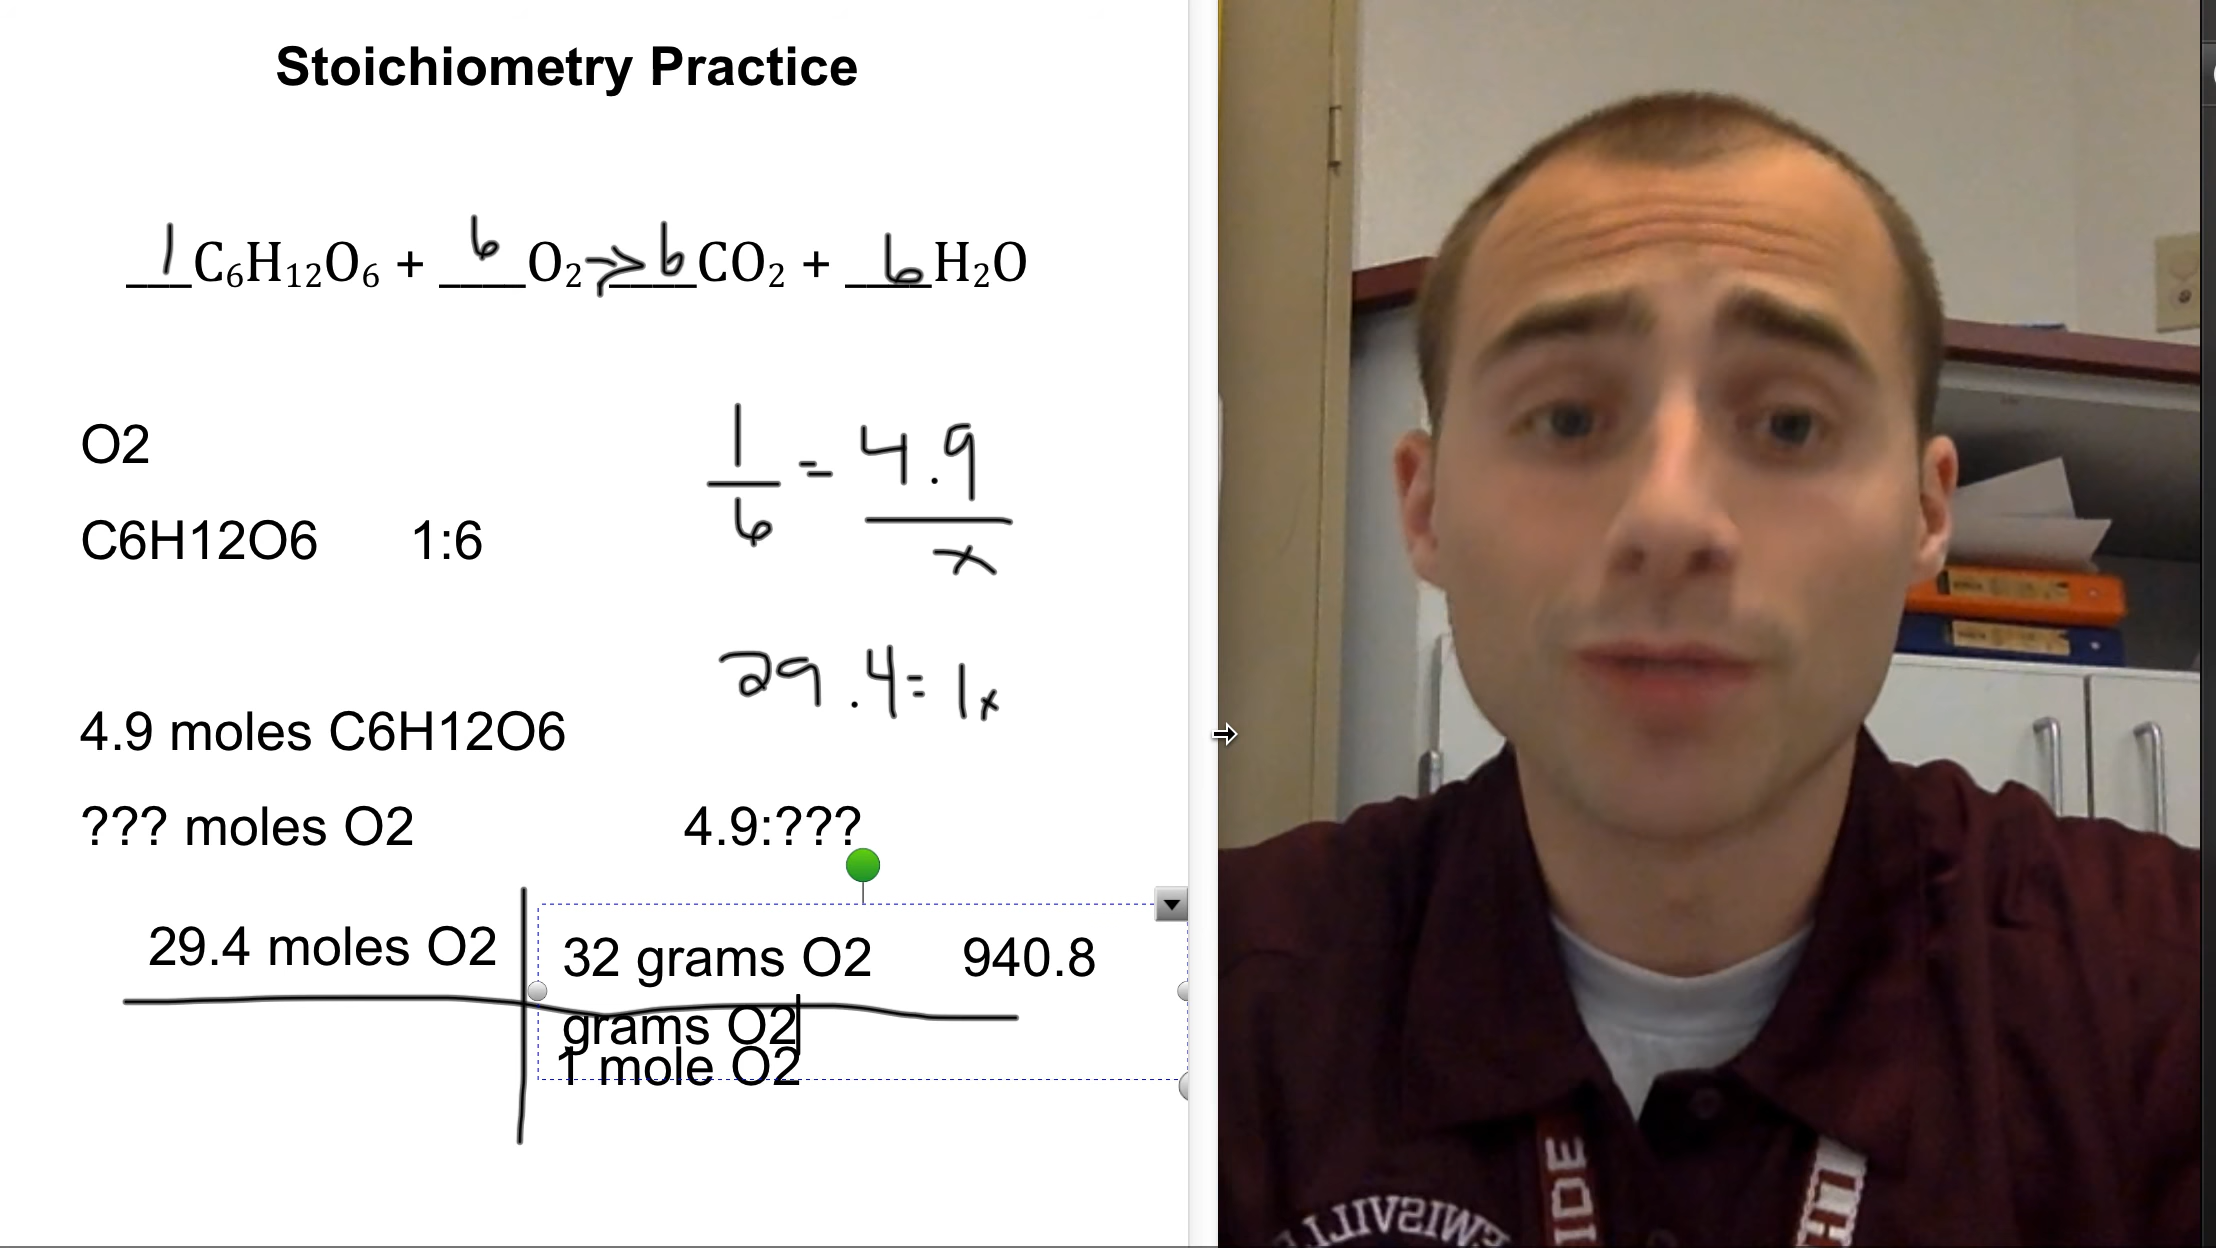 Stoichiometry Practice
1 C6H12O6 + 6 O2 → 6 CO2 + 6 H2O
O2
C6H12O6 1:6
1/6 = 4.9/x
29.4 = 1x
4.9 moles C6H12O6
??? moles O2 4.9:???
29.4 moles O2 32 grams O2 940.8
grams O2
1 mole O2
EWISVILL
IDE